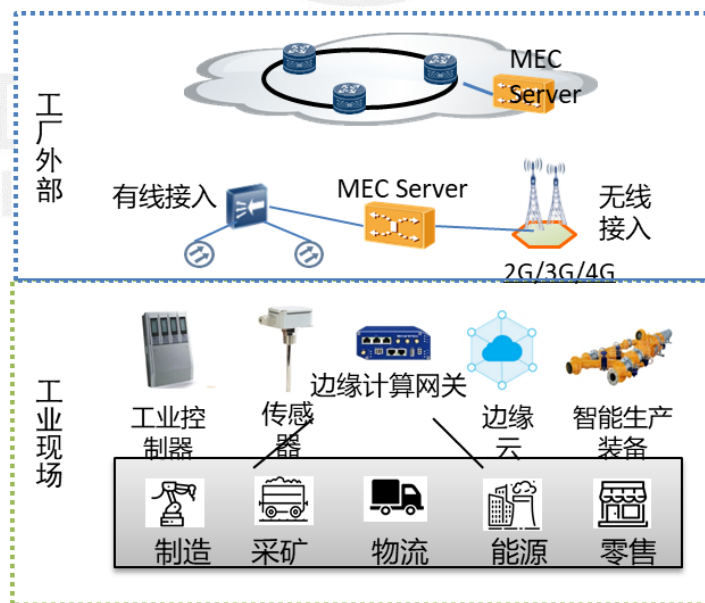 工厂外部
MEC
Server
有线接入
MEC Server
无线
接入
2G/3G/4G
工业现场
工业控
制器
传感
器
边缘计算网关
边缘
云
智能生产
装备
制造
采矿
物流
能源
零售